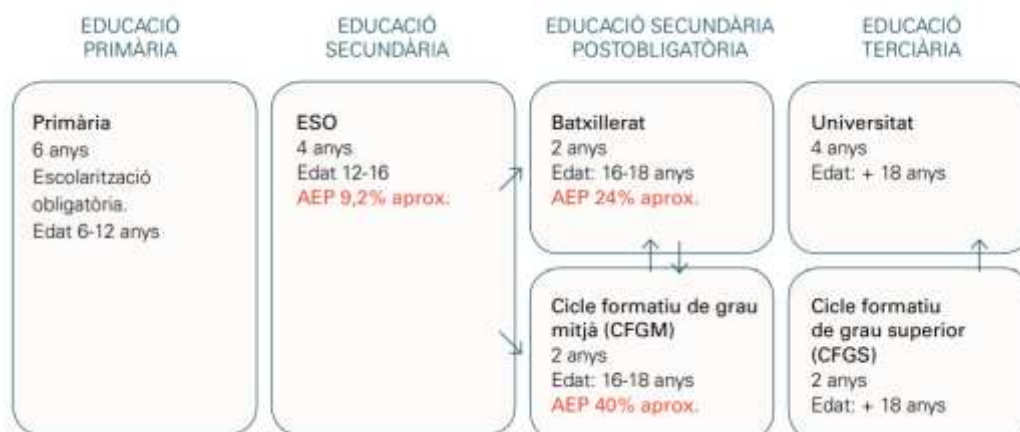 EDUCACIÓ
PRIMÀRIA
EDUCACIÓ
SECUNDÀRIA
EDUCACIÓ SECUNDÀRIA
POSTOBLIGATÒRIA
EDUCACIÓ
TERCIÀRIA
Primària
6 anys
Escolarització
obligatòria.
Edat 6-12 anys
ESO
4 anys
Edat 12-16
AEP 9,2% aprox.
Batxillerat
2 anys
Edat: 16-18 anys
AEP 24% aprox.
Cicle formatiu de grau
mitjà (CFGM)
2 anys
Edat: 16-18 anys
AEP 40% aprox.
Universitat
4 anys
Edat: + 18 anys
Cicle formatiu
de grau superior
(CFGS)
2 anys
Edat: + 18 anys